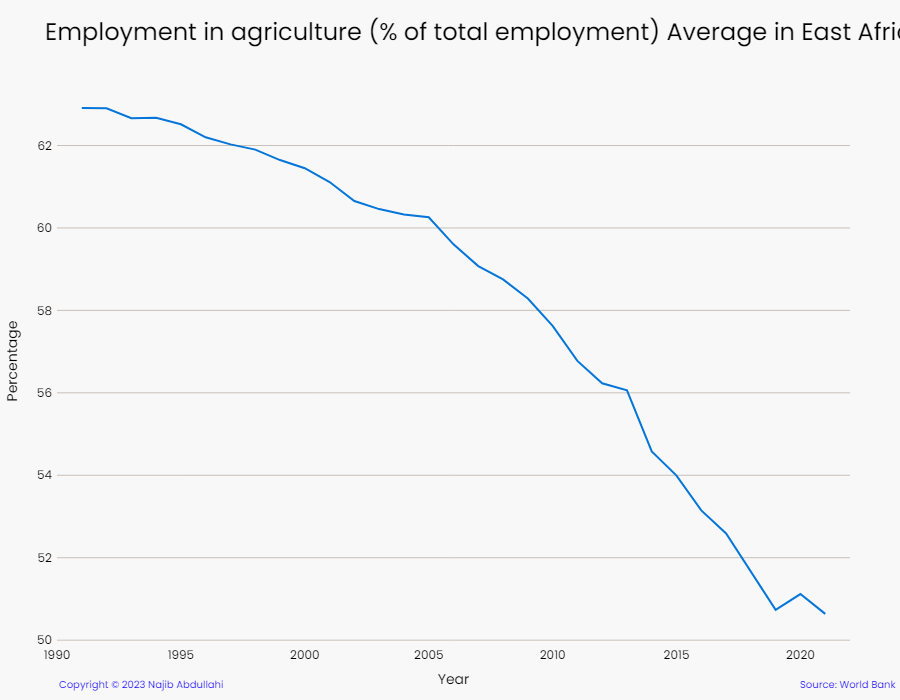 Employment in agriculture (% of total employment) Average in East Afric
62
60
58
56
54
52
50
Percentage
1990 1995 2000 2005 2010 2015 2020
Year
Copyright © 2023 Najib Abdullahi
Source: World Bank